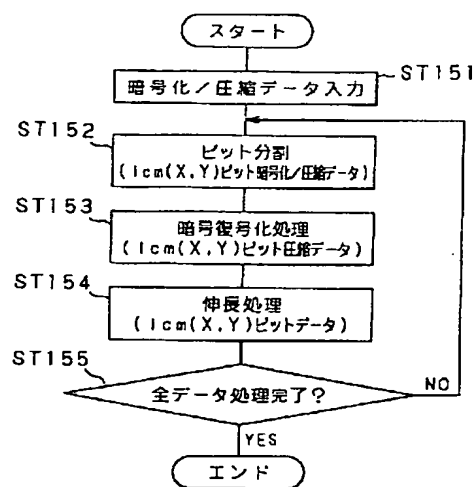 スタート
ST151
暗号化/圧縮データ入力
ST152
ビット分割
(lcm(X,Y)ビット暗号化/圧縮データ)
ST153
暗号復号化処理
(lcm(X,Y)ビット圧縮データ)
ST154
伸長処理
(lcm(X,Y)ビットデータ)
ST155
全データ処理完了?
NO
YES
エンド